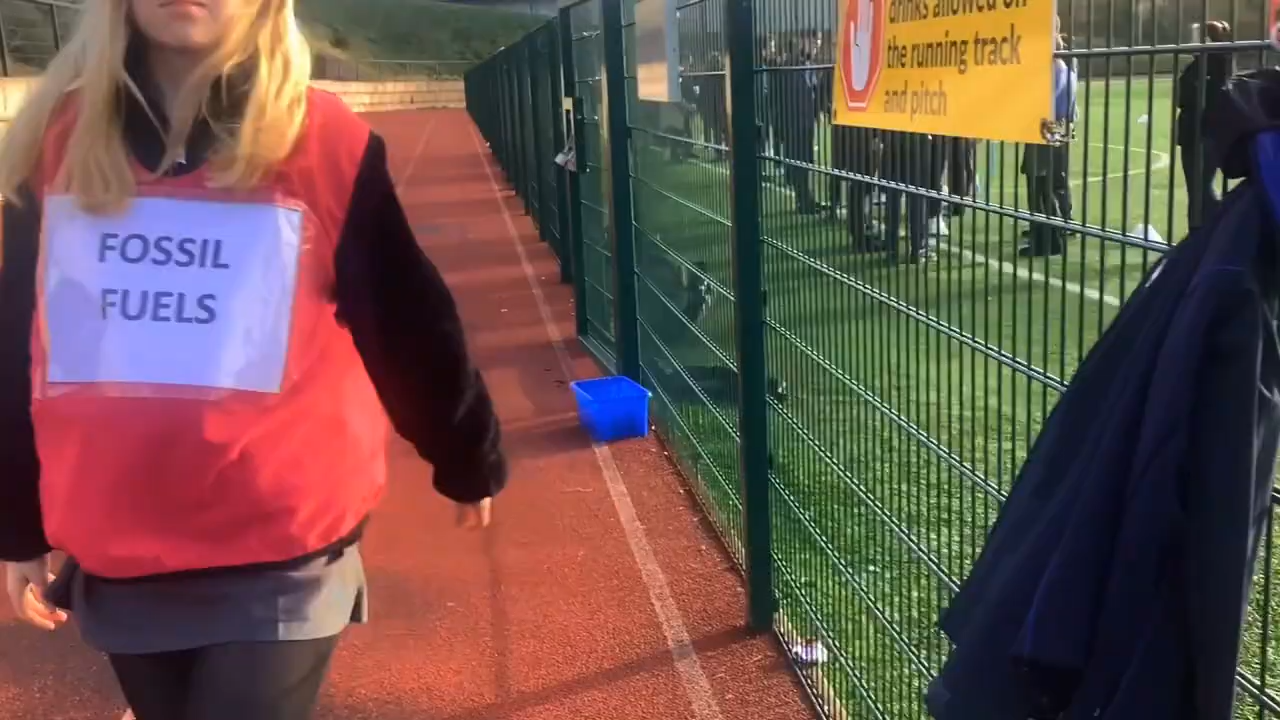 FOSSIL
FUELS
drinks allowed on
the running track
and pitch